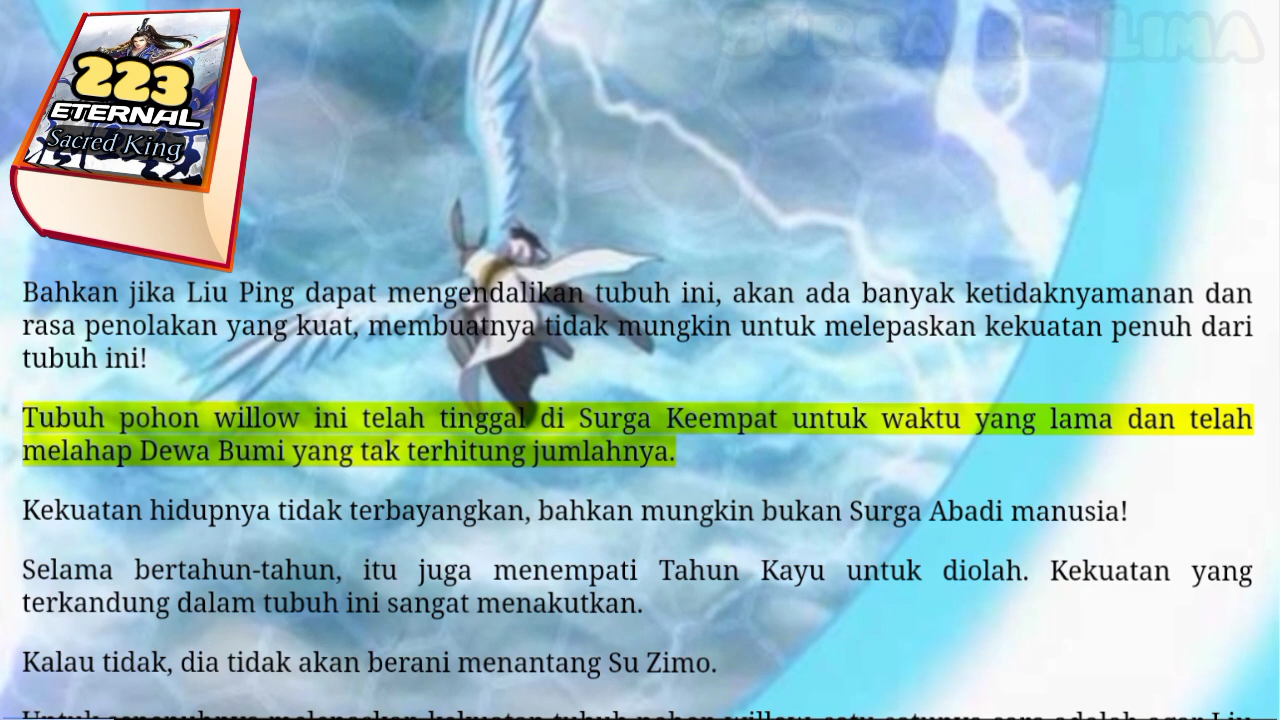 SURGA KE LIMA
223
ETERNAL
Sacred King
Bahkan jika Liu Ping dapat mengendalikan tubuh ini, akan ada banyak ketidaknyamanan dan
rasa penolakan yang kuat, membuatnya tidak mungkin untuk melepaskan kekuatan penuh dari
tubuh ini!
Tubuh pohon willow ini telah tinggal di Surga Keempat untuk waktu yang lama dan telah
melahap Dewa Bumi yang tak terhitung jumlahnya.
Kekuatan hidupnya tidak terbayangkan, bahkan mungkin bukan Surga Abadi manusia!
Selama bertahun-tahun, itu juga menempati Tahun Kayu untuk diolah. Kekuatan yang
terkandung dalam tubuh ini sangat menakutkan.
Kalau tidak, dia tidak akan berani menantang Su Zimo.